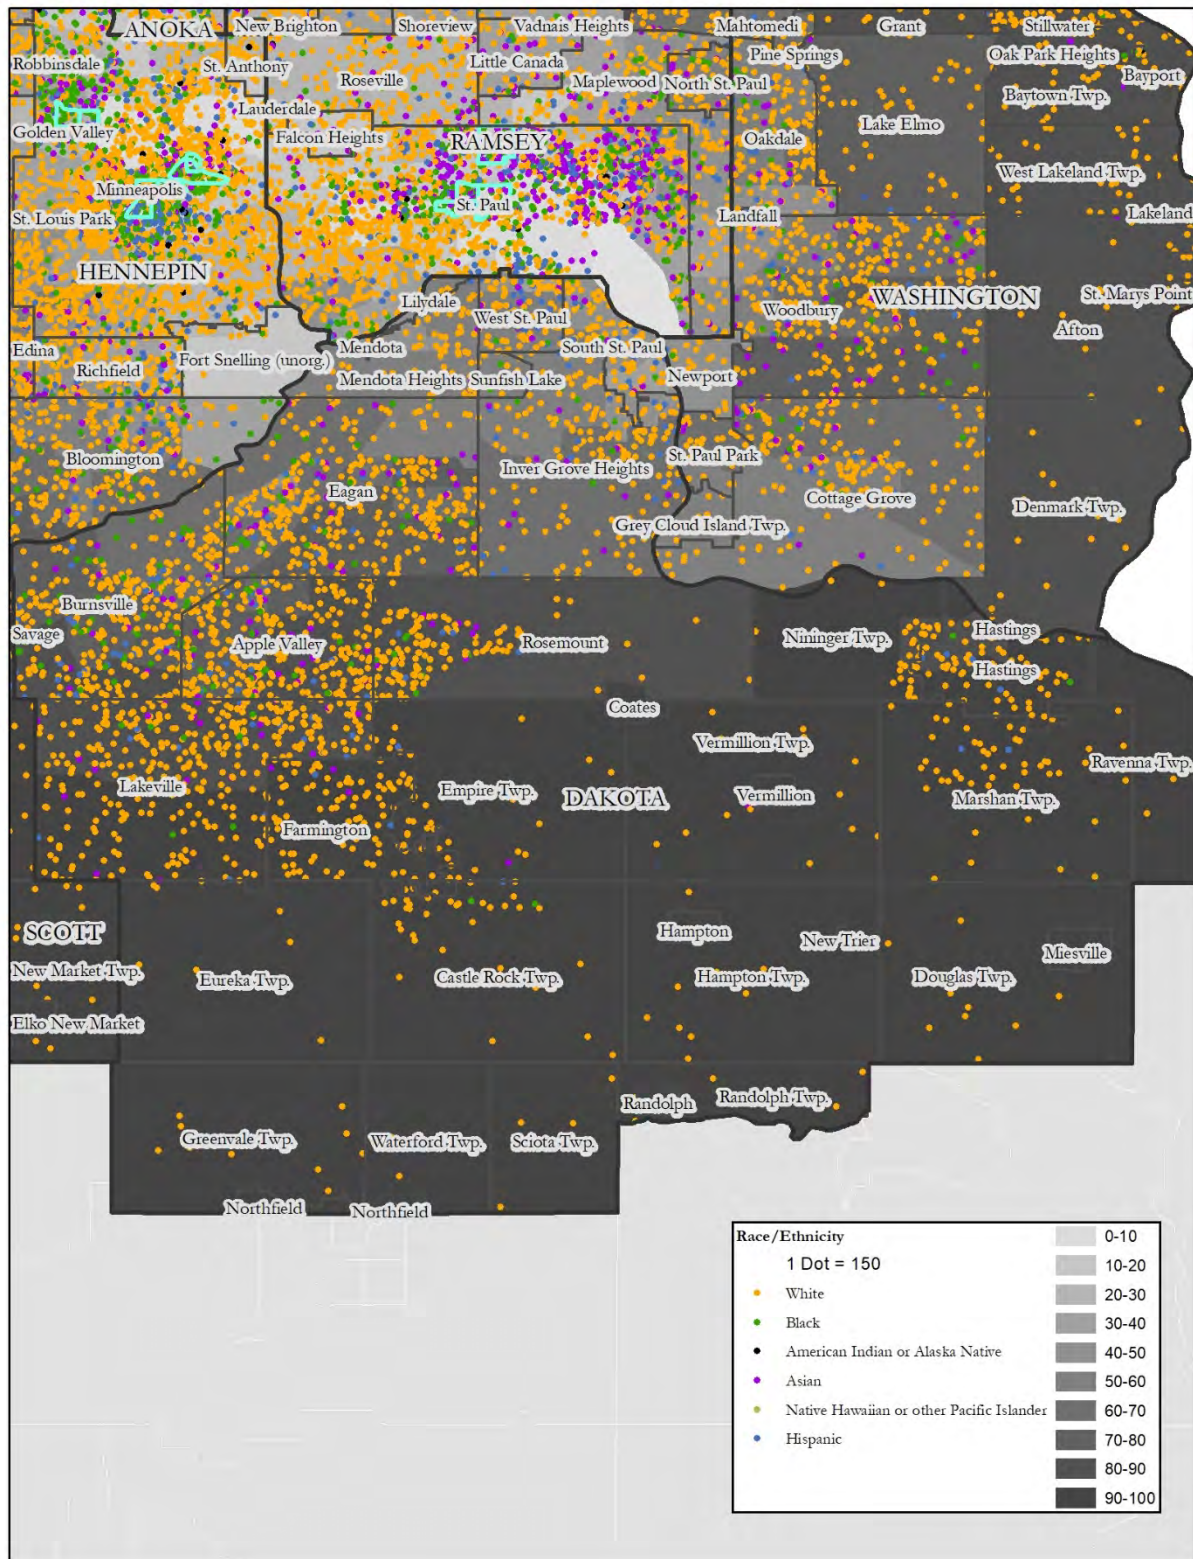 ANOKA
New Brighton
Shoreview
Vadnais Heights
Mahtomedi
Grant
Stillwater
Robbinsdale
St. Anthony
Little Canada
Pine Springs
Oak Park Heights
Roseville
Maplewood
North St. Paul
Bayport
Baytown Twp.
Lauderdale
Golden Valley
Falcon Heights
RAMSEY
Oakdale
Lake Elmo
West Lakeland Twp.
Minneapolis
St. Paul
St. Louis Park
Landfall
Lakeland
HENNEPIN
Lilydale
West St. Paul
Woodbury
WASHINGTON
St. Marys Point
Afton
Edina
Fort Snelling (unorg.)
Mendota
South St. Paul
Richfield
Mendota Heights
Sunfish Lake
Newport
Bloomington
Inver Grove Heights
St. Paul Park
Eagan
Cottage Grove
Denmark Twp.
Grey Cloud Island Twp.
Burnsville
Savage
Apple Valley
Rosemount
Nininger Twp.
Hastings
Hastings
Coates
Vermillion Twp.
Ravenna Twp.
Lakeville
Empire Twp.
DAKOTA
Vermillion
Marshan Twp.
Farmington
SCOTT
Hampton
New Trier
Miesville
New Market Twp.
Eureka Twp.
Castle Rock Twp.
Hampton Twp.
Douglas Twp.
Elko New Market
Randolph
Randolph Twp.
Greenvale Twp.
Waterford Twp.
Sciota Twp.
Northfield
Northfield
Race/Ethnicity
1 Dot = 150
White
Black
American Indian or Alaska Native
Asian
Native Hawaiian or other Pacific Islander
Hispanic
0-10
10-20
20-30
30-40
40-50
50-60
60-70
70-80
80-90
90-100